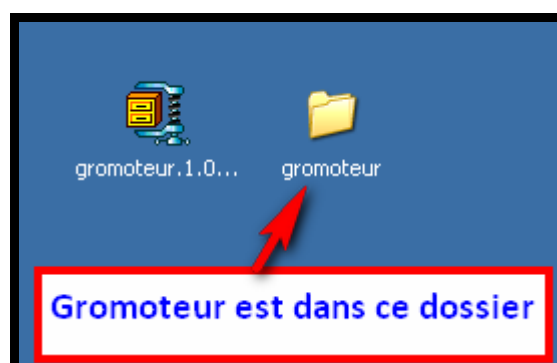 gromoteur.1.0...
gromoteur
Gromoteur est dans ce dossier